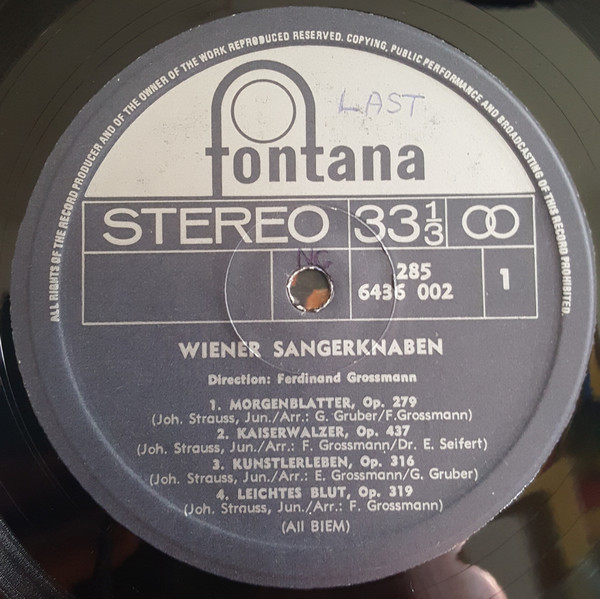 ALL RIGHTS OF THE RECORD PRODUCER AND OF THE OWNER OF THE WORK REPRODUCED RESERVED. COPYING, PUBLIC PERFORMANCE AND BROADCASTING OF THIS RECORD PROHIBITED.
LAST
fontana
STEREO 33 1/3
NG
285
6436 002
1
WIENER SANGERKNABEN
Direction: Ferdinand Grossmann
1. MORGENBLATTER, Op. 279
(Joh. Strauss, Jun./Arr.: G. Gruber/F.Grossmann)
2. KAISERWALZER, Op. 437
(Joh. Strauss, Jun./Arr.: F. Grossmann/Dr. E. Seifert)
3. KUNSTLERLEBEN, Op. 316
(Joh. Strauss, Jun./Arr.: E. Grossmann/G. Gruber)
4. LEICHTES BLUT, Op. 319
(Joh. Strauss, Jun./Arr.: F. Grossmann)
(All BIEM)